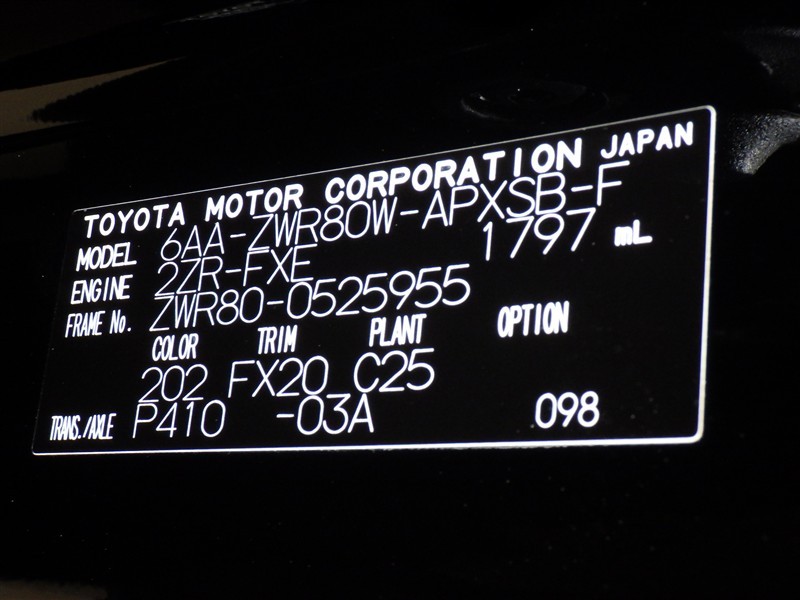 TOYOTA MOTOR CORPORATION JAPAN
MODEL 6AA-ZWR80W-APXSB-F
ENGINE 2ZR-FXE 1797 mL
FRAME No. ZWR80-0525955
COLOR TRIM PLANT OPTION
202 FX20 C25
TRANS./AXLE P410 -03A 098